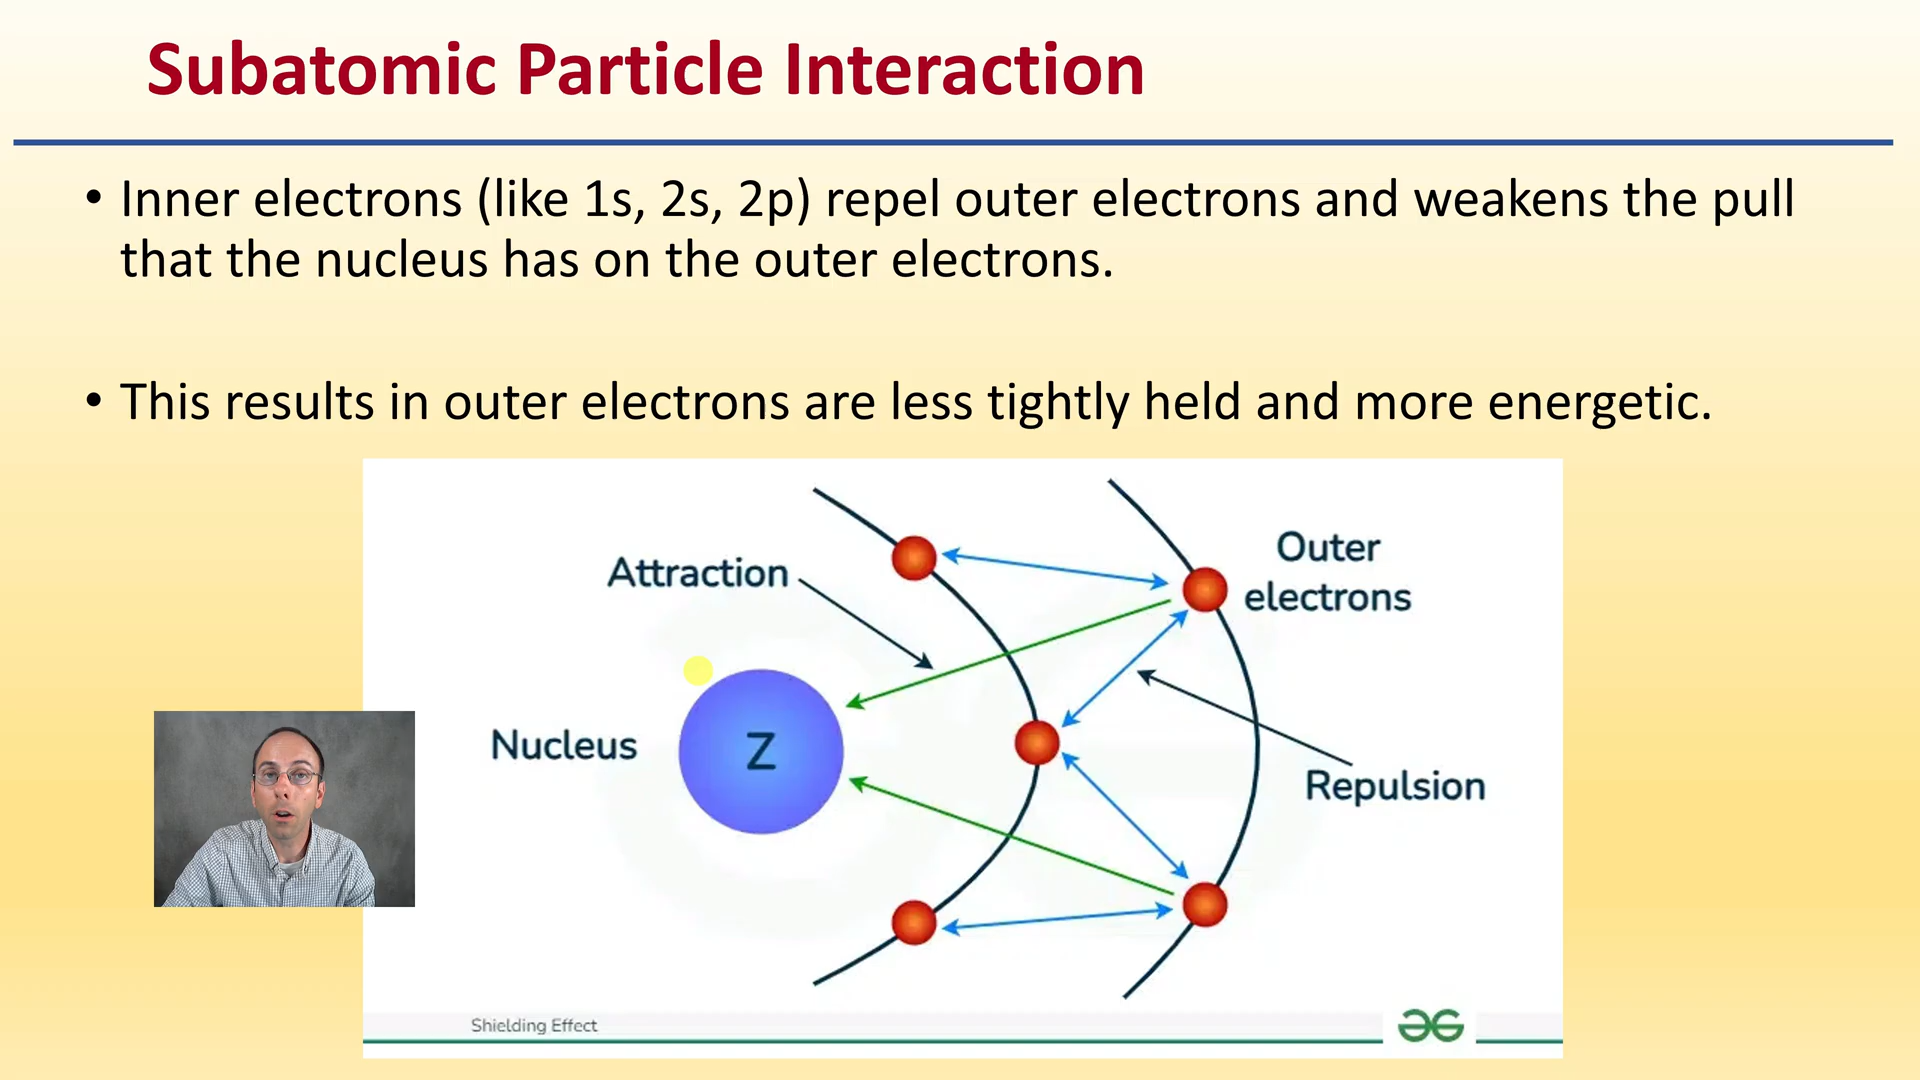 Subatomic Particle Interaction
• Inner electrons (like 1s, 2s, 2p) repel outer electrons and weakens the pull
that the nucleus has on the outer electrons.
• This results in outer electrons are less tightly held and more energetic.
Outer
electrons
Attraction
Nucleus
Z
Repulsion
Shielding Effect